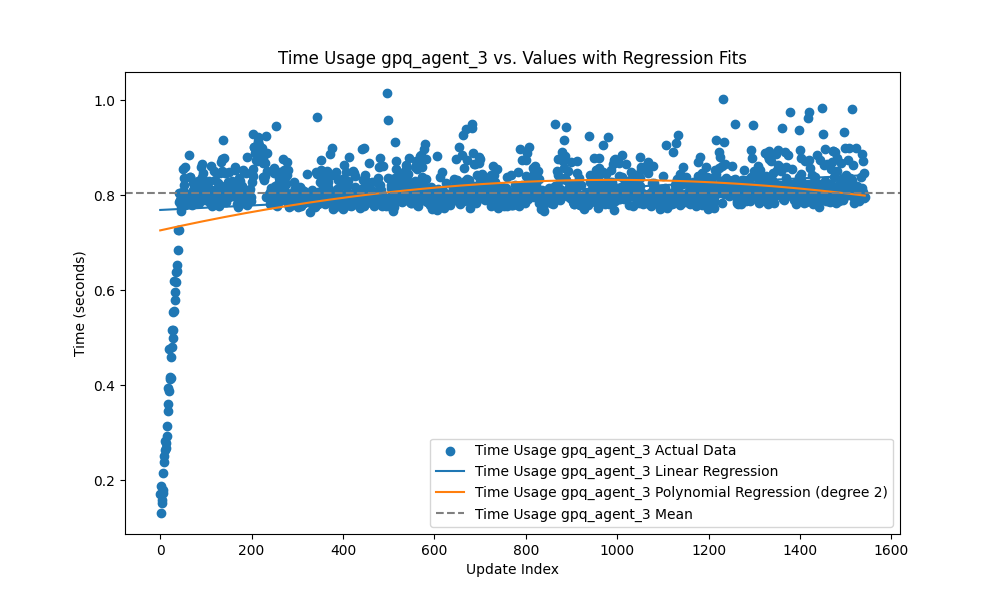 Time Usage gpq_agent_3 vs. Values with Regression Fits
Time (seconds)
1.0
0.8
0.6
0.4
0.2
Time Usage gpq_agent_3 Actual Data
Time Usage gpq_agent_3 Linear Regression
Time Usage gpq_agent_3 Polynomial Regression (degree 2)
Time Usage gpq_agent_3 Mean
0 200 400 600 800 1000 1200 1400 1600
Update Index